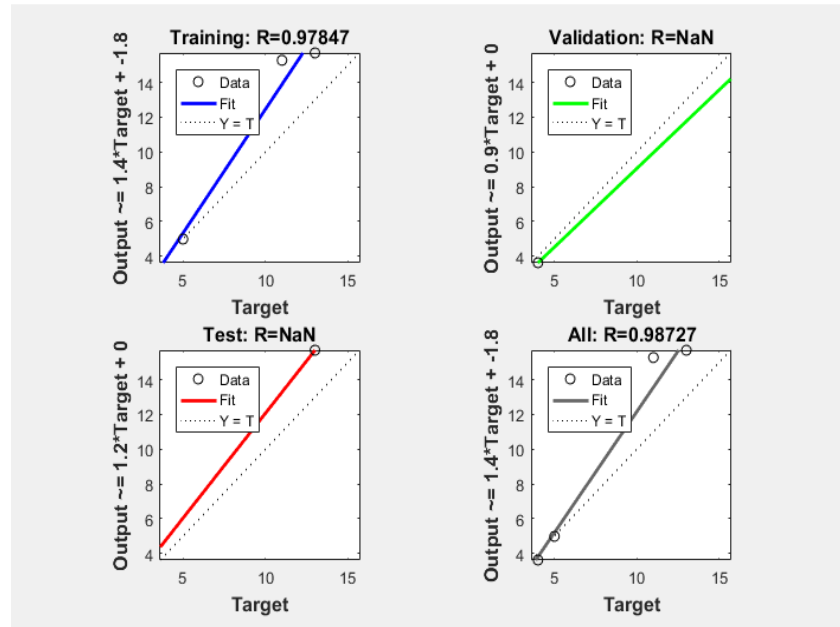 Training: R=0.97847
Output ~= 1.4*Target + -1.8
14
12
10
8
6
4
Data
Fit
Y = T
5
10
15
Target
Validation: R=NaN
Output ~= 0.9*Target + 0
14
12
10
8
6
4
Data
Fit
Y = T
5
10
15
Target
Test: R=NaN
Output ~= 1.2*Target + 0
14
12
10
8
6
4
Data
Fit
Y = T
5
10
15
Target
All: R=0.98727
Output ~= 1.4*Target + -1.8
14
12
10
8
6
4
Data
Fit
Y = T
5
10
15
Target